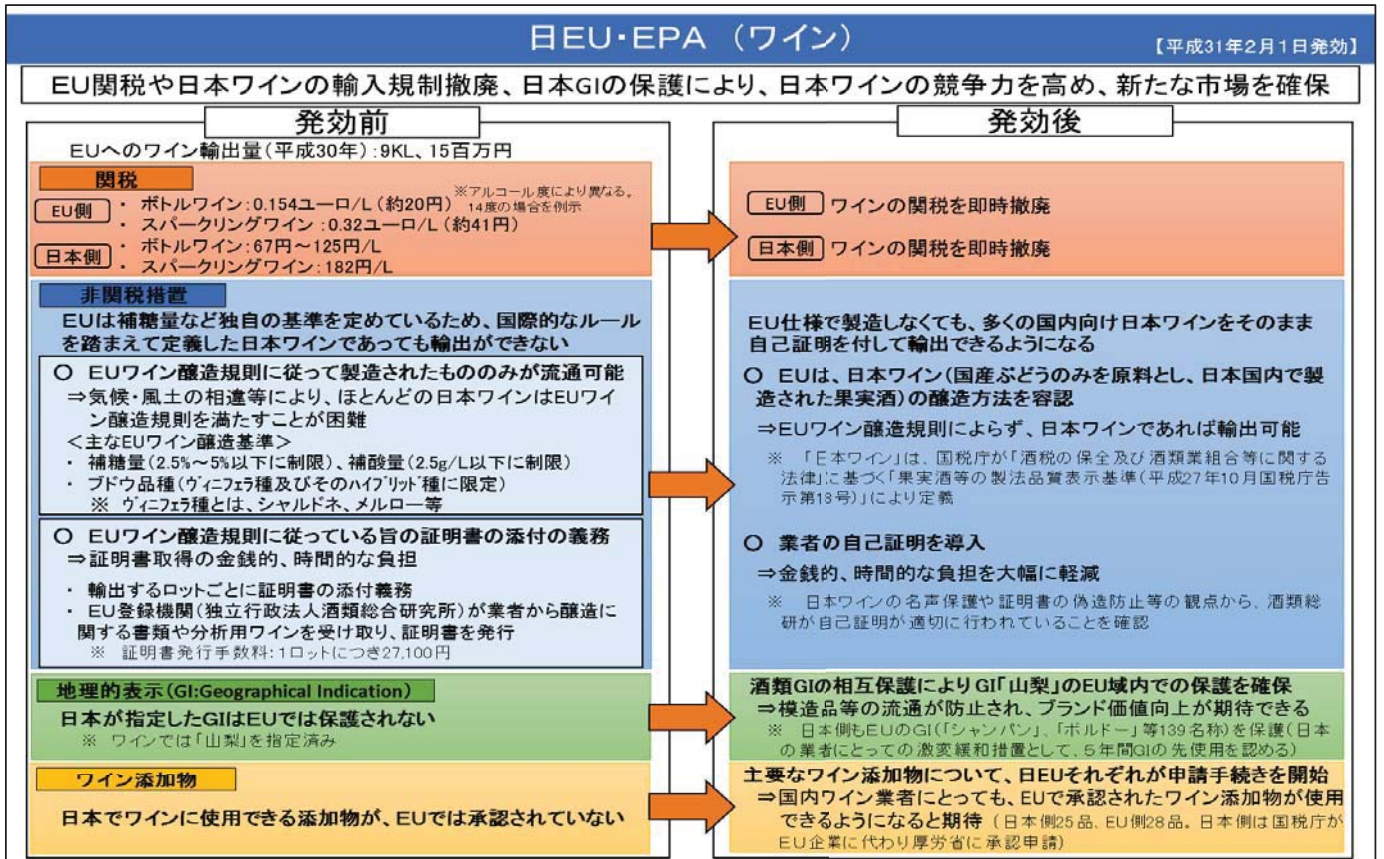 日EU・EPA （ワイン）
【平成31年2月1日発効】
EU関税や日本ワインの輸入規制撤廃、日本GIの保護により、日本ワインの競争力を高め、新たな市場を確保
発効前
EUへのワイン輸出量（平成30年）：9KL、15百万円
関税
※アルコール度により異なる。
14度の場合を例示
EU側 ・ ボトルワイン：0.154ユーロ/L（約20円）
・ スパークリングワイン：0.32ユーロ/L（約41円）
日本側 ・ ボトルワイン：67円～125円/L
・ スパークリングワイン：182円/L
非関税措置
EUは補糖量など独自の基準を定めているため、国際的なルール
を踏まえて定義した日本ワインであっても輸出ができない
○ EUワイン醸造規則に従って製造されたもののみが流通可能
⇒気候・風土の相違等により、ほとんどの日本ワインはEUワイ
ン醸造規則を満たすことが困難
＜主なEUワイン醸造基準＞
・ 補糖量（2.5%～5%以下に制限）、補酸量（2.5g/L以下に制限）
・ ブドウ品種（ヴィニフェラ種及びそのハイブリッド種に限定）
※ ヴィニフェラ種とは、シャルドネ、メルロー等
○ EUワイン醸造規則に従っている旨の証明書の添付の義務
⇒証明書取得の金銭的、時間的な負担
・ 輸出するロットごとに証明書の添付義務
・ EU登録機関（独立行政法人酒類総合研究所）が業者から醸造に
関する書類や分析用ワインを受け取り、証明書を発行
※ 証明書発行手数料：1ロットにつき27,100円
地理的表示（GI:Geographical Indication）
日本が指定したGIはEUでは保護されない
※ ワインでは「山梨」を指定済み
ワイン添加物
日本でワインに使用できる添加物が、EUでは承認されていない
発効後
EU側 ワインの関税を即時撤廃
日本側 ワインの関税を即時撤廃
EU仕様で製造しなくても、多くの国内向け日本ワインをそのまま
自己証明を付して輸出できるようになる
○ EUは、日本ワイン（国産ぶどうのみを原料とし、日本国内で製
造された果実酒）の醸造方法を容認
⇒EUワイン醸造規則によらず、日本ワインであれば輸出可能
※ 「日本ワイン」は、国税庁が「酒税の保全及び酒類業組合等に関する
法律」に基づく「果実酒等の製法品質表示基準（平成27年10月国税庁告
示第18号）」により定義
○ 業者の自己証明を導入
⇒金銭的、時間的な負担を大幅に軽減
※ 日本ワインの名声保護や証明書の偽造防止等の観点から、酒類総
研が自己証明が適切に行われていることを確認
酒類GIの相互保護によりGI「山梨」のEU域内での保護を確保
⇒模造品等の流通が防止され、ブランド価値向上が期待できる
※ 日本側もEUのGI（「シャンパン」、「ボルドー」等139名称）を保護（日本
の業者にとっての激変緩和措置として、５年間GIの先使用を認める）
主要なワイン添加物について、日EUそれぞれが申請手続きを開始
⇒国内ワイン業者にとっても、EUで承認されたワイン添加物が使用
できるようになると期待（日本側25品、EU側28品。日本側は国税庁が
EU企業に代わり厚労省に承認申請）